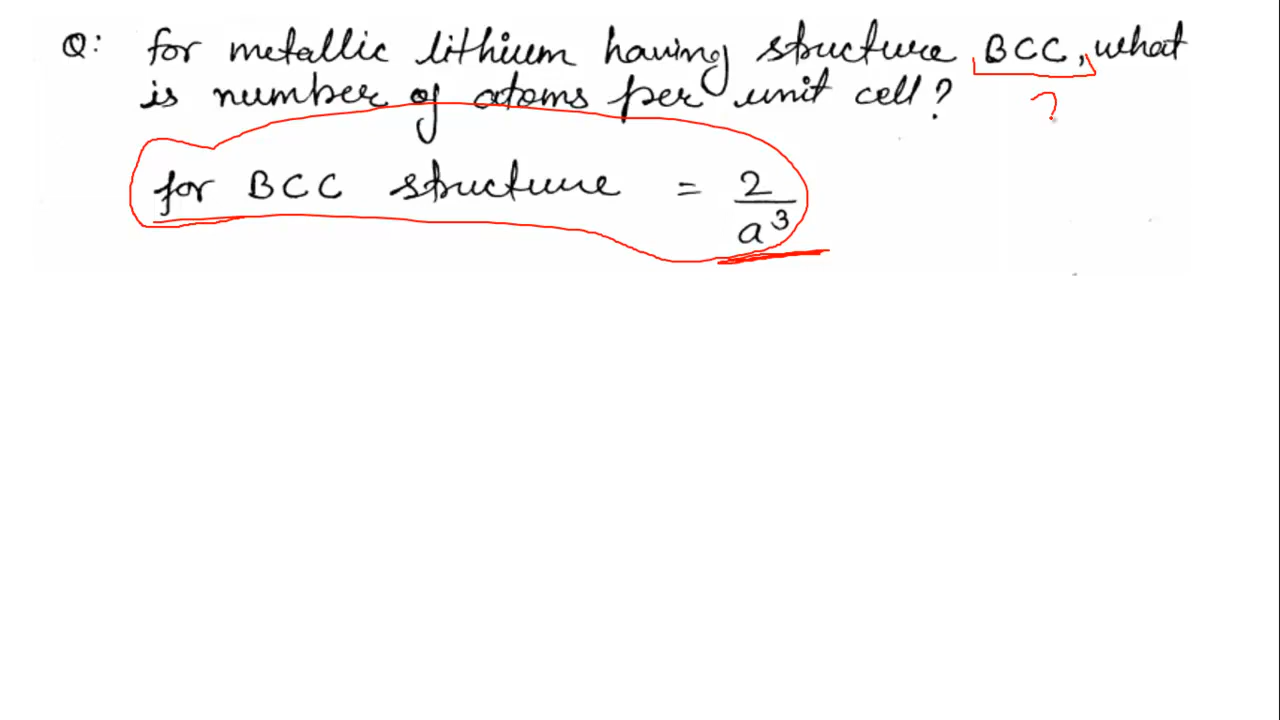 Q: for metallic lithium having structure BCC, what
is number of atoms per unit cell?
?
for BCC structure = 2/a³